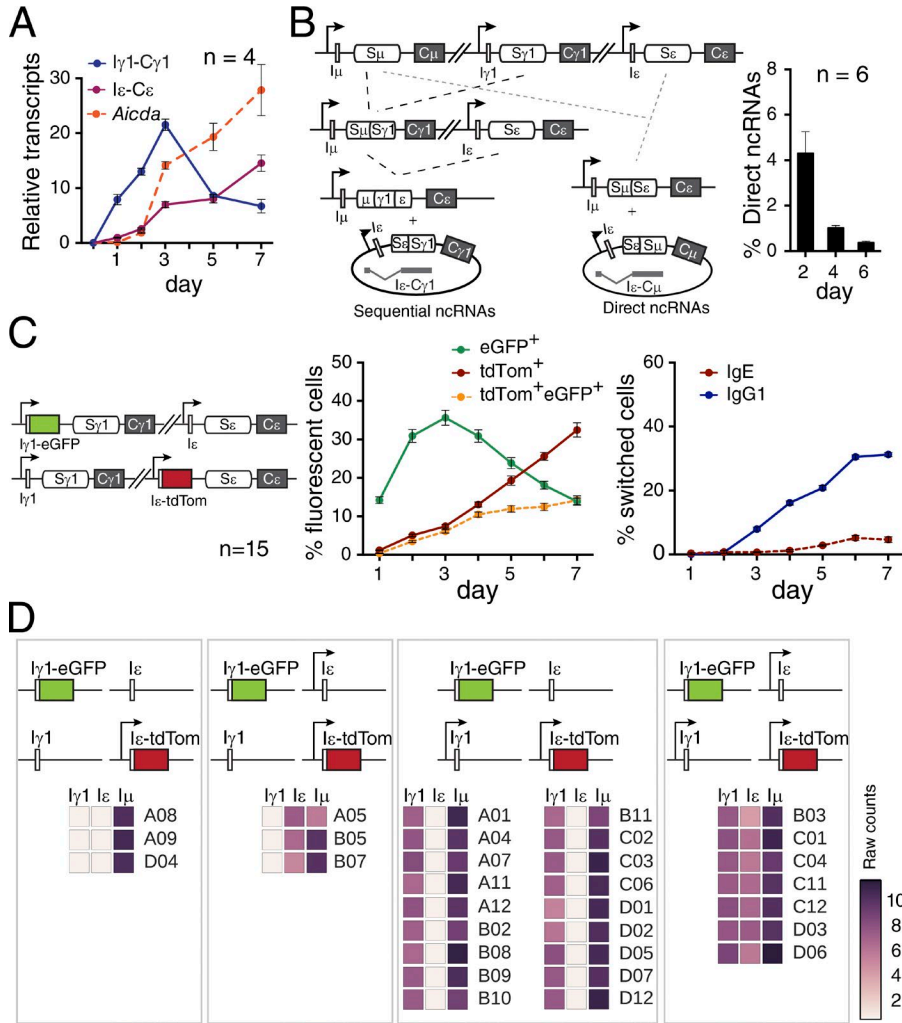 A
Iγ1-Cγ1
Iε-Cε
Aicda
n = 4
Relative transcripts
30
20
10
0
1
3
5
7
day
B
Iμ
Sμ
Cμ
Iγ1
Sγ1
Cγ1
Iε
Sε
Cε
Iμ
Sμ
Sγ1
Cγ1
Iε
Sε
Cε
Iμ
μ
γ1
ε
Cε
+
Iε
Sε
Sγ1
Cγ1
Iε-Cγ1
Sequential ncRNAs
Iμ
Sμ
Sε
Cε
+
Iε
Sε
Sμ
Cμ
Iε-Cμ
Direct ncRNAs
n = 6
% Direct ncRNAs
8
6
4
2
0
2 4 6
day
C
Iγ1-eGFP
Sγ1
Cγ1
Iε
Sε
Cε
Iγ1
Sγ1
Cγ1
Iε-tdTom
Sε
Cε
n=15
eGFP+
tdTom+
tdTom+eGFP+
% fluorescent cells
50
40
30
20
10
0
1 3 5 7
day
IgE
IgG1
% switched cells
60
40
20
0
1 3 5 7
day
D
Iγ1-eGFP Iε
Iγ1 Iε-tdTom
Iγ1 Iε Iμ
A08
A09
D04
Iγ1-eGFP Iε
Iγ1 Iε-tdTom
Iγ1 Iε Iμ
A05
B05
B07
Iγ1-eGFP Iε
Iγ1 Iε-tdTom
Iγ1 Iε Iμ
A01
A04
A07
A11
A12
B02
B08
B09
B10
Iγ1 Iε Iμ
B11
C02
C03
C06
D01
D02
D05
D07
D12
Iγ1-eGFP Iε
Iγ1 Iε-tdTom
Iγ1 Iε Iμ
B03
C01
C04
C11
C12
D03
D06
Raw counts
10
8
6
4
2